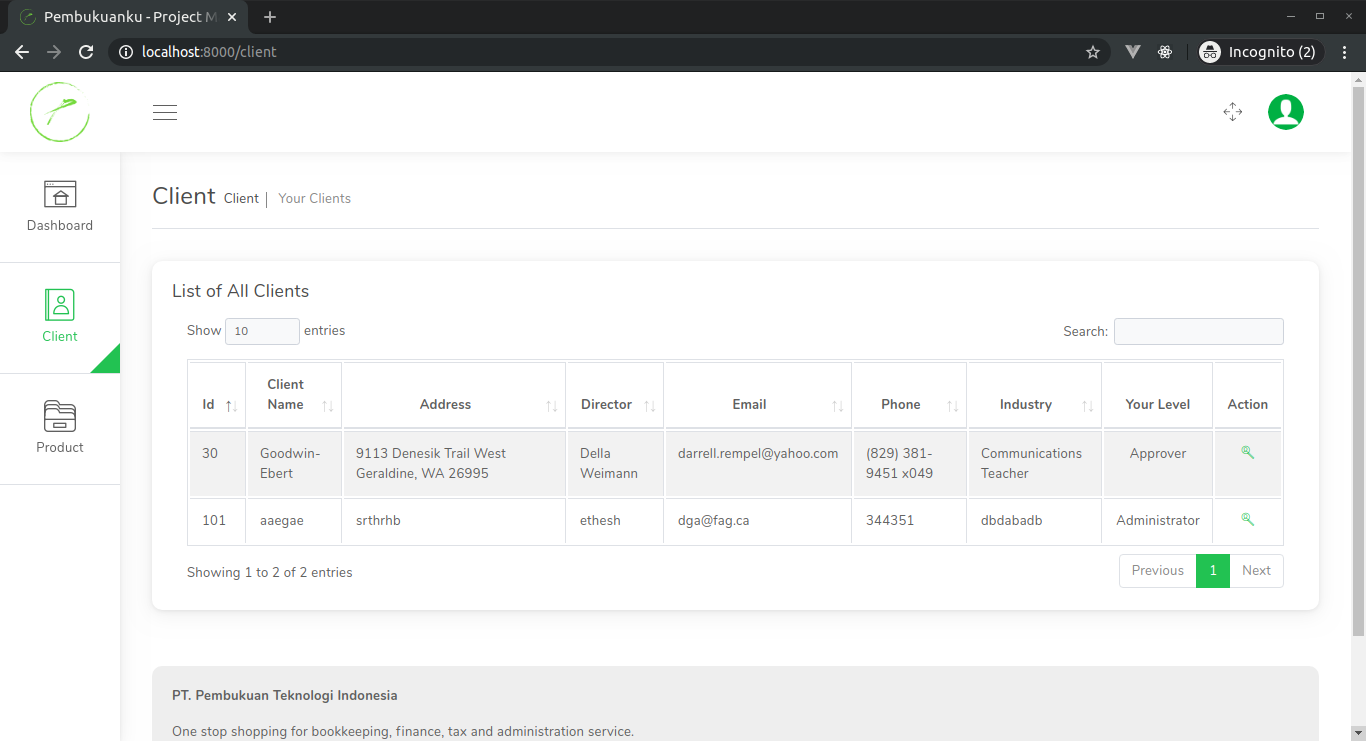 Pembukuanku - Project M
localhost:8000/client
Incognito (2)
Dashboard
Client
Product
Client Client | Your Clients
List of All Clients
Show 10 entries
Search:
Id Client Name Address Director Email Phone Industry Your Level Action
30 Goodwin-Ebert 9113 Denesik Trail West Geraldine, WA 26995 Della Weimann darrell.rempel@yahoo.com (829) 381-9451 x049 Communications Teacher Approver
101 aaegae srthrhb ethesh dga@fag.ca 344351 dbdabadb Administrator
Showing 1 to 2 of 2 entries
Previous 1 Next
PT. Pembukuan Teknologi Indonesia
One stop shopping for bookkeeping, finance, tax and administration service.